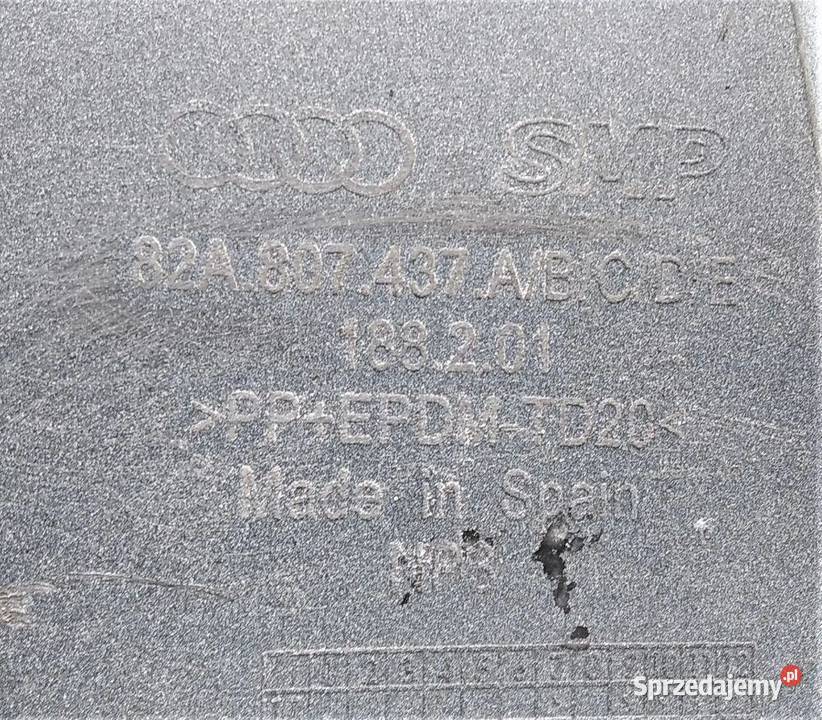 SMP
82A.807.437.A/B/C/D/E
188.2.01
>PP+EPDM-TD20<
Made in Spain
Sprzedajemy.pl